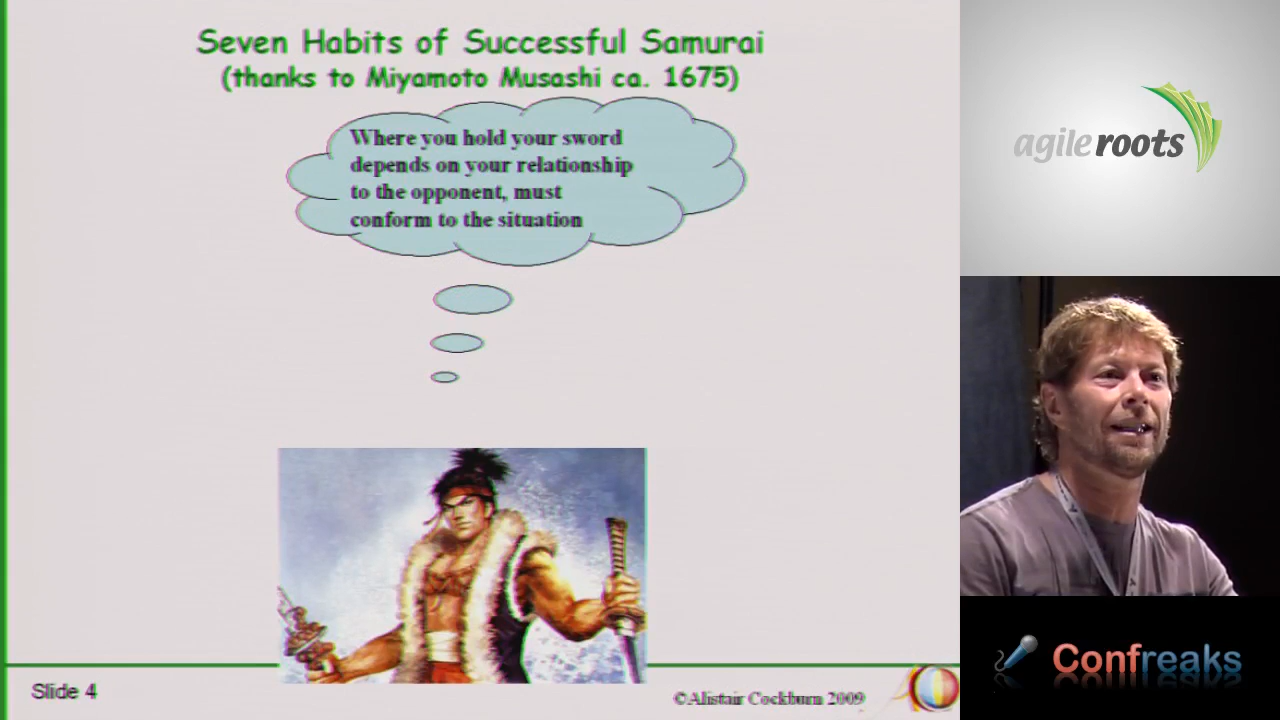 Seven Habits of Successful Samurai
(thanks to Miyamoto Musashi ca. 1675)
Where you hold your sword
depends on your relationship
to the opponent, must
conform to the situation
Slide 4
©Alistair Cockburn 2009
agile roots
Confreaks